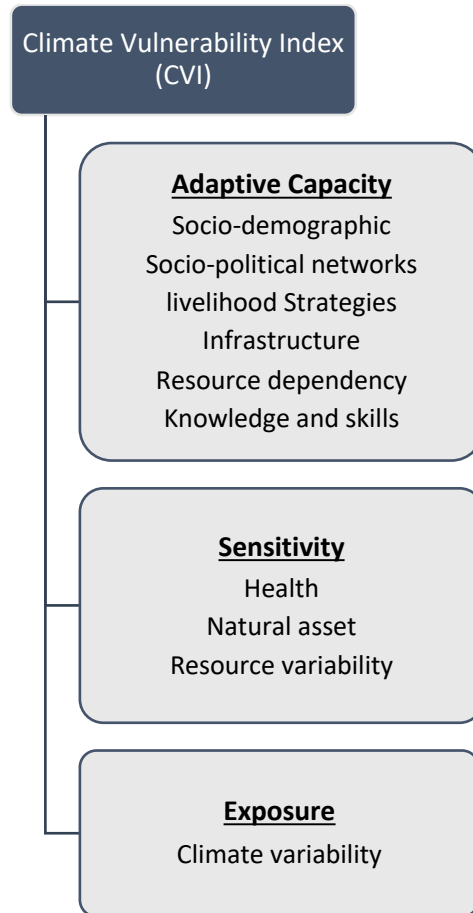 Climate Vulnerability Index
(CVI)
Adaptive Capacity
Socio-demographic
Socio-political networks
livelihood Strategies
Infrastructure
Resource dependency
Knowledge and skills
Sensitivity
Health
Natural asset
Resource variability
Exposure
Climate variability